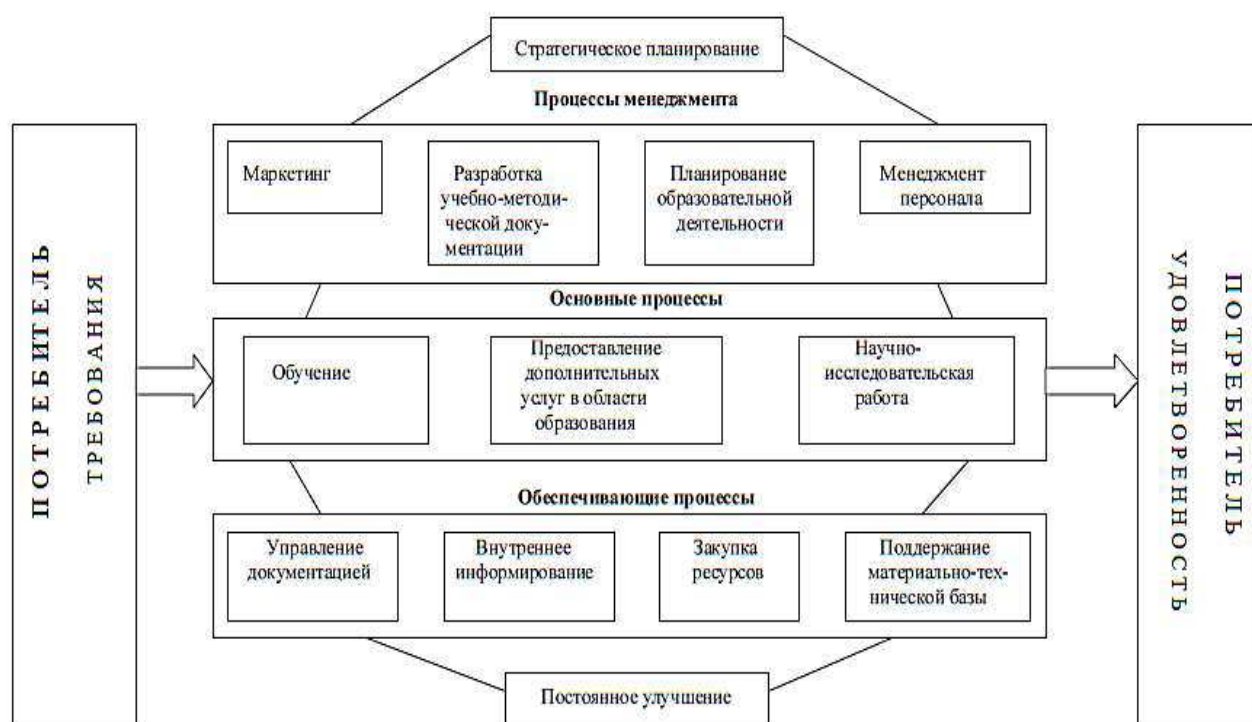 Стратегическое планирование
Процессы менеджмента
ПОТРЕБИТЕЛЬ
ТРЕБОВАНИЯ
Маркетинг
Разработка
учебно-методи-
ческой доку-
ментации
Планирование
образовательной
деятельности
Менеджмент
персонала
Основные процессы
Обучение
Предоставление
дополнительных
услуг в области
образования
Научно-
исследовательская
работа
Обеспечивающие процессы
Управление
документацией
Внутреннее
информирование
Закупка
ресурсов
Поддержание
материально-тех-
нической базы
Постоянное улучшение
ПОТРЕБИТЕЛЬ
УДОВЛЕТВОРЕННОСТЬ